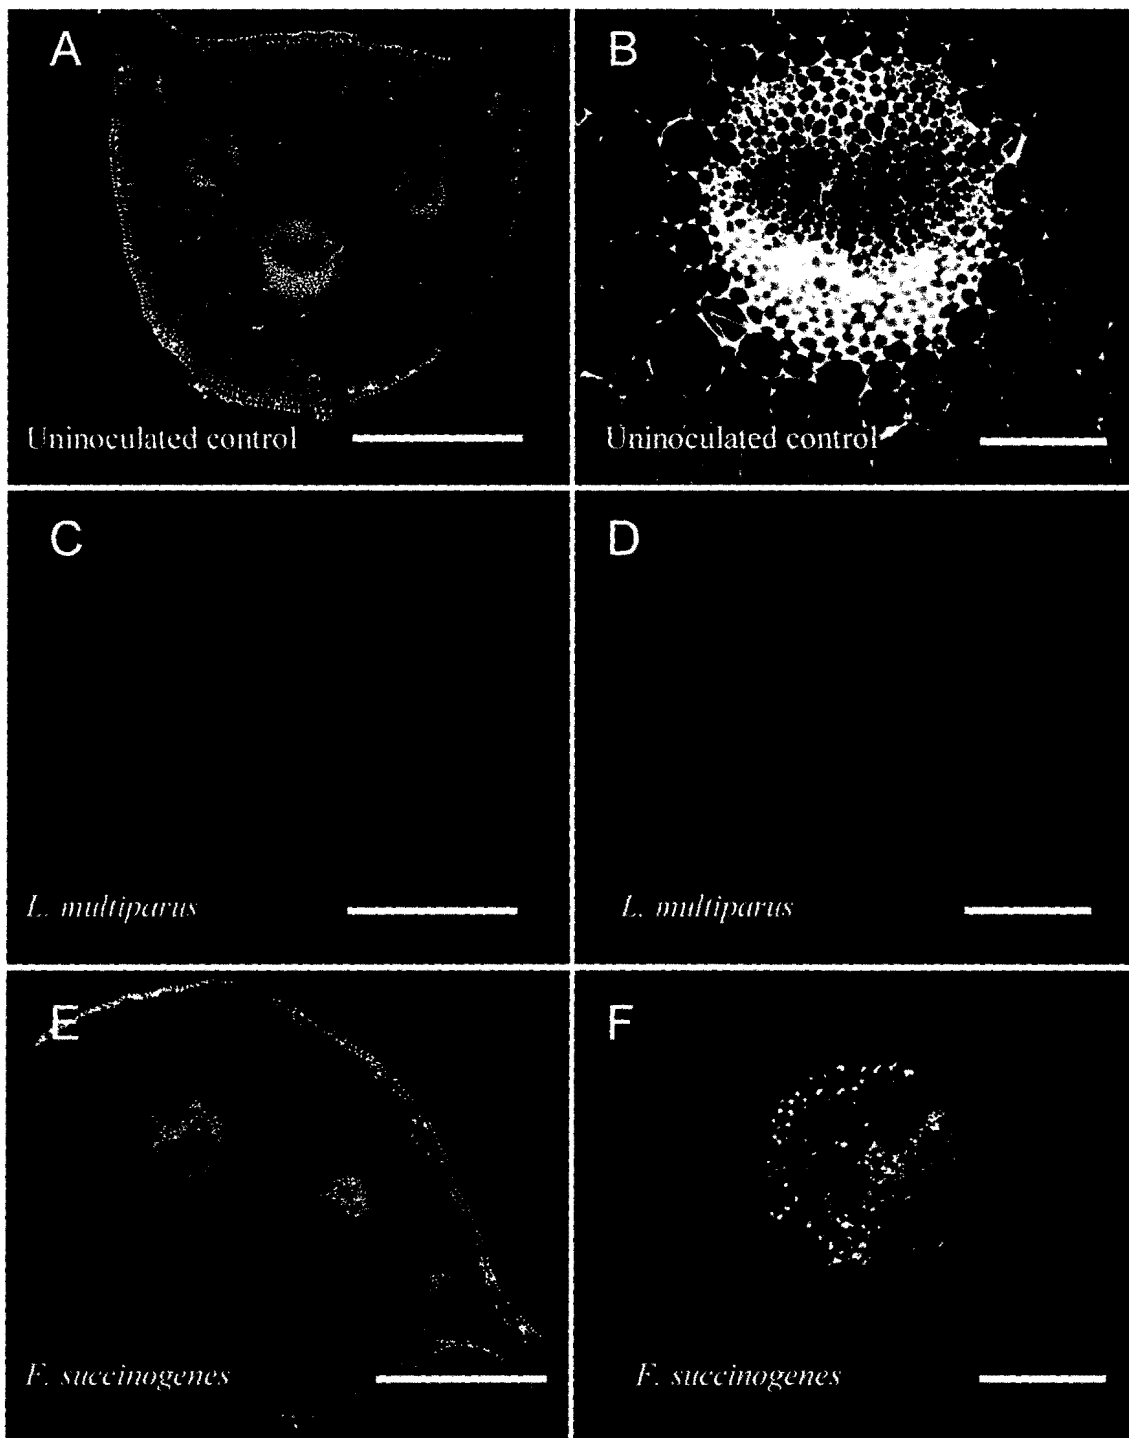 A
B
Uninoculated control
Uninoculated control
C
D
L. multiparus
L. multiparus
E
F
F. succinogenes
F. succinogenes